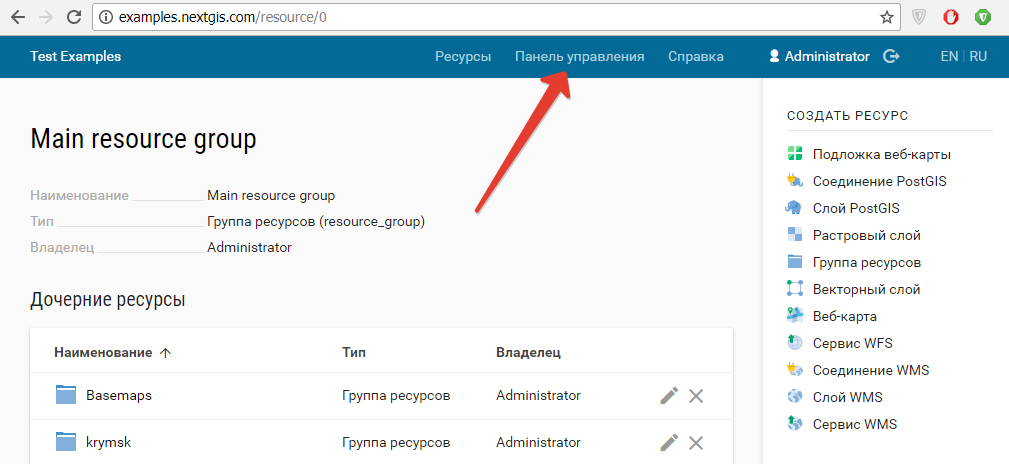 examples.nextgis.com/resource/0
Test Examples Ресурсы Панель управления Справка Administrator EN | RU
Main resource group
Наименование Main resource group
Тип Группа ресурсов (resource_group)
Владелец Administrator
Дочерние ресурсы
Наименование Тип Владелец
Basemaps Группа ресурсов Administrator
krymsk Группа ресурсов Administrator
СОЗДАТЬ РЕСУРС
Подложка веб-карты
Соединение PostGIS
Слой PostGIS
Растровый слой
Группа ресурсов
Векторный слой
Веб-карта
Сервис WFS
Соединение WMS
Слой WMS
Сервис WMS